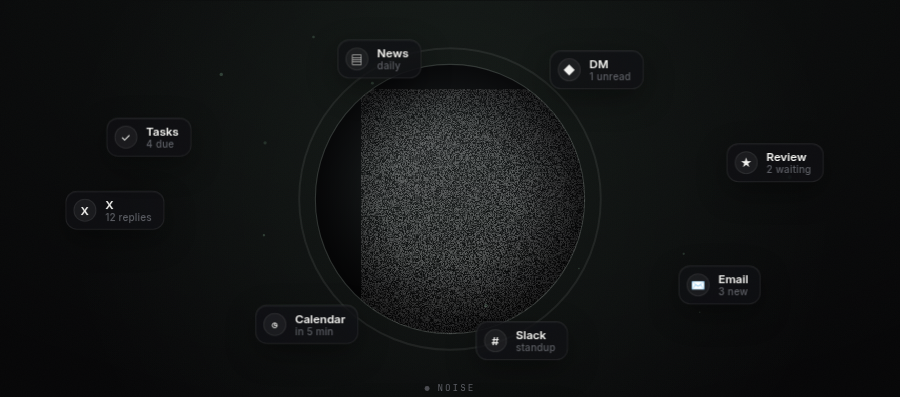 News
daily
DM
1 unread
Tasks
4 due
Review
2 waiting
X
X
12 replies
Email
3 new
Calendar
in 5 min
#
Slack
standup
NOISE